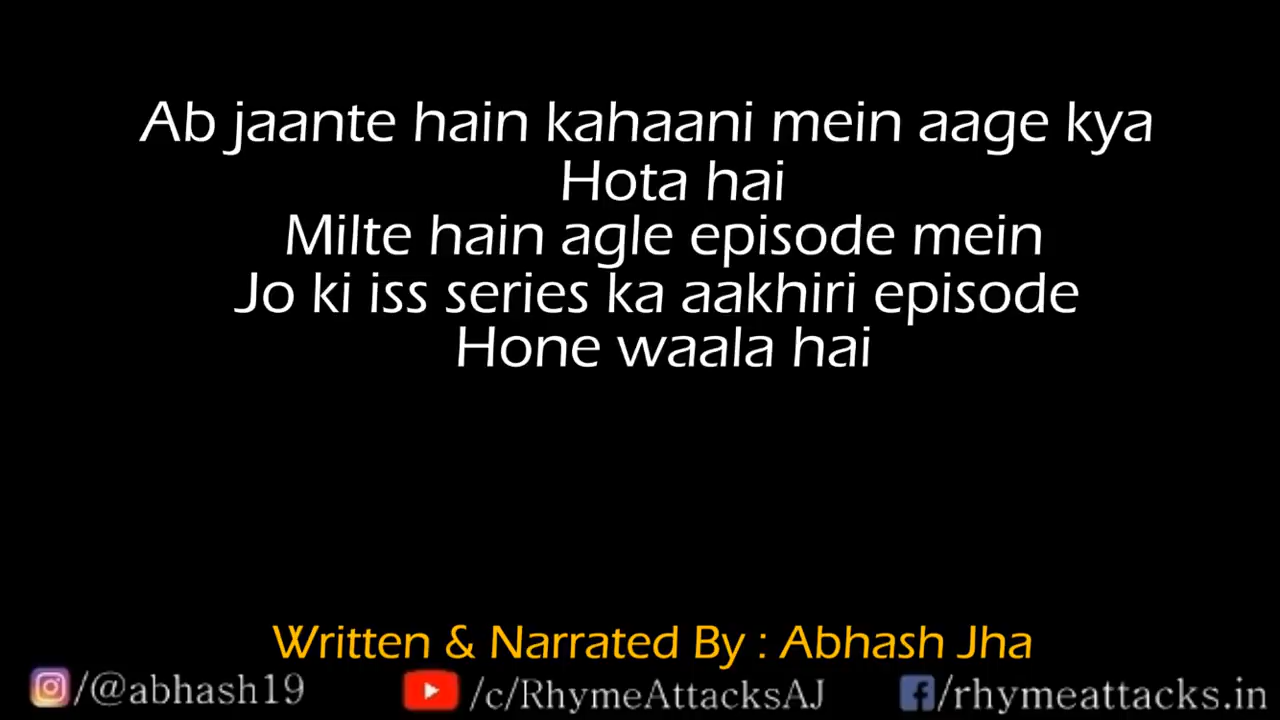 Ab jaante hain kahaani mein aage kya
Hota hai
Milte hain agle episode mein
Jo ki iss series ka aakhiri episode
Hone waala hai
Written & Narrated By : Abhash Jha
/@abhash19 /c/RhymeAttacksAJ /rhymeattacks.in